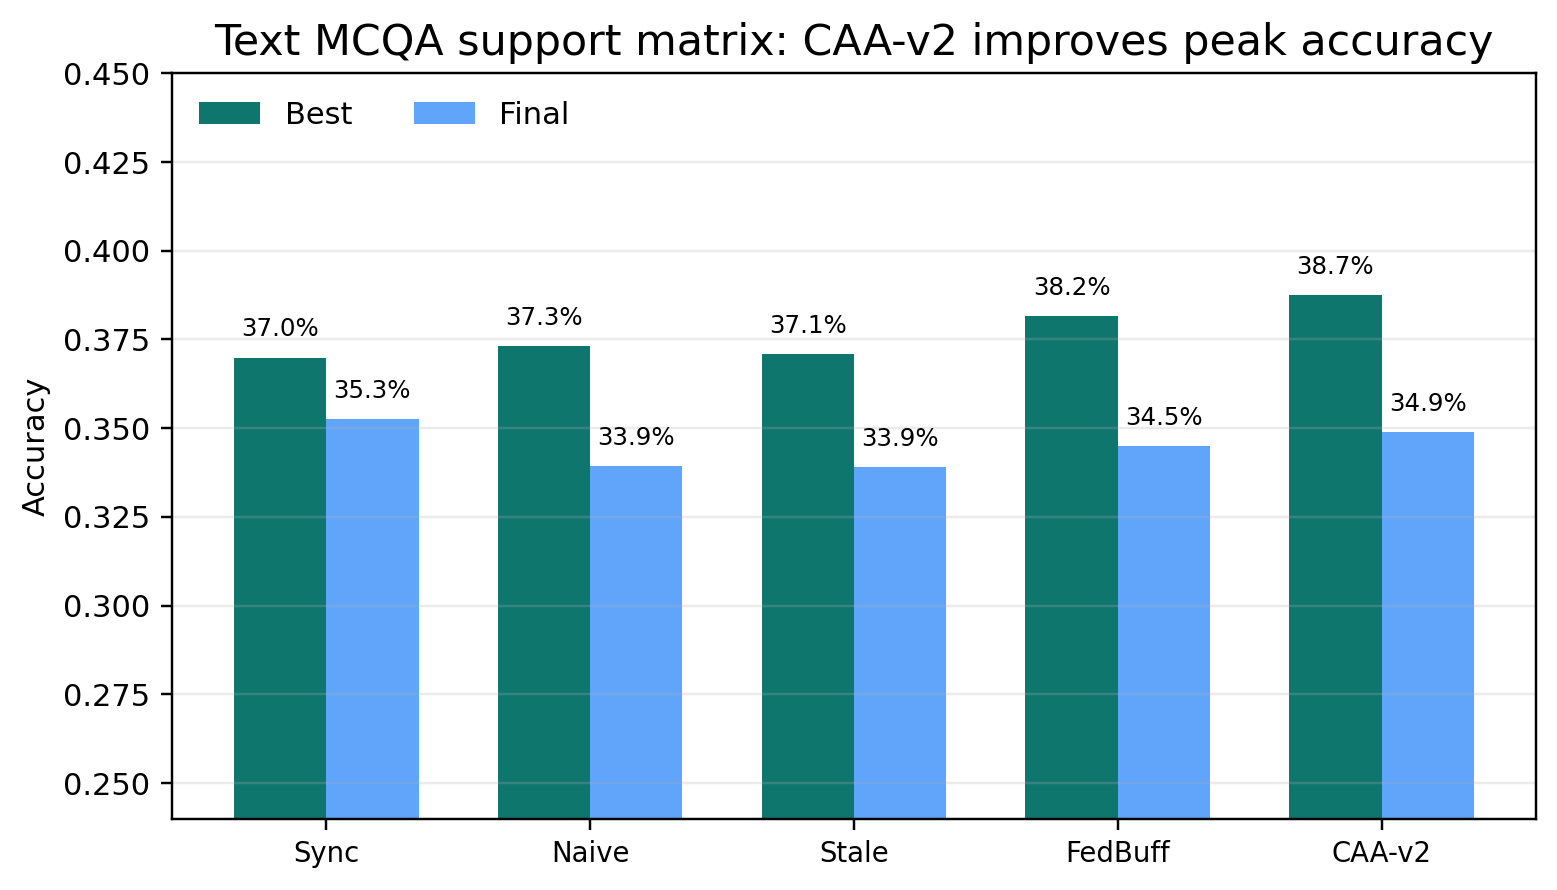 Text MCQA support matrix: CAA-v2 improves peak accuracy
Best
Final
Accuracy
0.450
0.425
0.400
0.375
0.350
0.325
0.300
0.275
0.250
37.0%
35.3%
37.3%
33.9%
37.1%
33.9%
38.2%
34.5%
38.7%
34.9%
Sync
Naive
Stale
FedBuff
CAA-v2